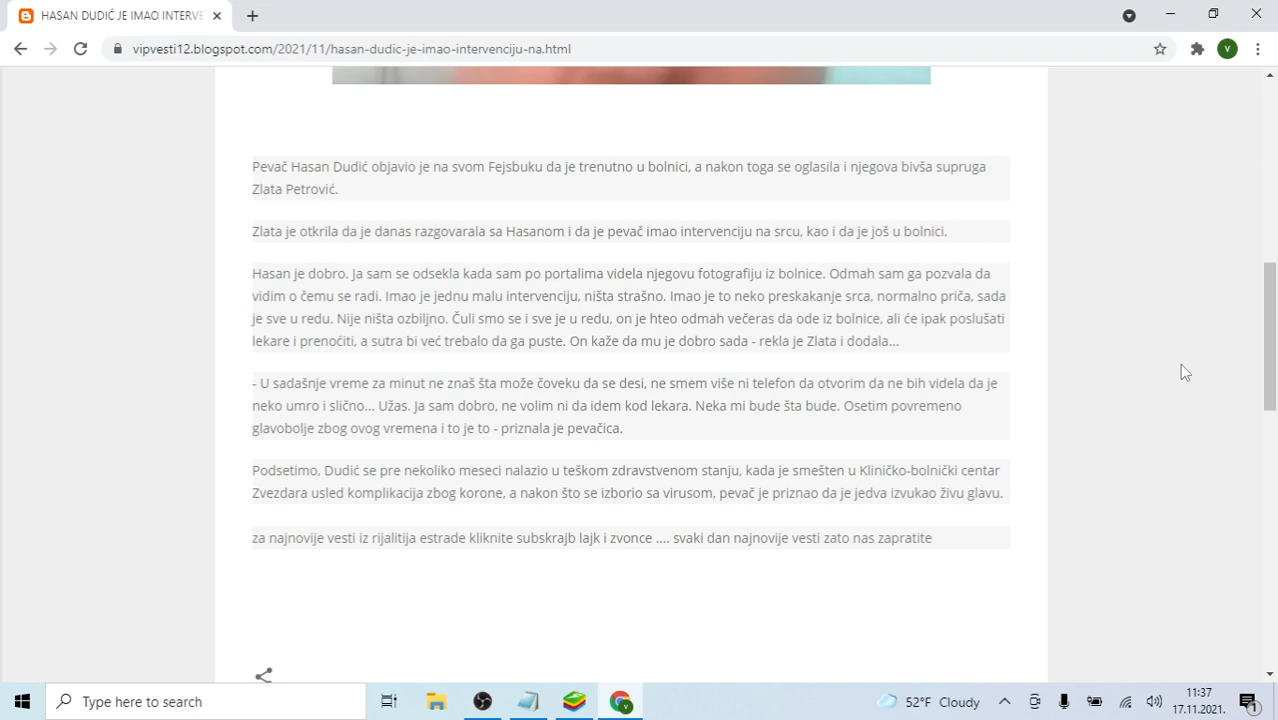 HASAN DUDIĆ JE IMAO INTERVE
vipvesti12.blogspot.com/2021/11/hasan-dudic-je-imao-intervenciju-na.html
V
Pevač Hasan Dudić objavio je na svom Fejsbuku da je trenutno u bolnici, a nakon toga se oglasila i njegova bivša supruga
Zlata Petrović.
Zlata je otkrila da je danas razgovarala sa Hasanom i da je pevač imao intervenciju na srcu, kao i da je još u bolnici.
Hasan je dobro. Ja sam se odsekla kada sam po portalima videla njegovu fotografiju iz bolnice. Odmah sam ga pozvala da
vidim o čemu se radi. Imao je jednu malu intervenciju, ništa strašno. Imao je to neko preskakanje srca, normalno priča, sada
je sve u redu. Nije ništa ozbiljno. Čuli smo se i sve je u redu, on je hteo odmah večeras da ode iz bolnice, ali će ipak poslušati
lekare i prenoćiti, a sutra bi već trebalo da ga puste. On kaže da mu je dobro sada - rekla je Zlata i dodala...
- U sadašnje vreme za minut ne znaš šta može čoveku da se desi, ne smem više ni telefon da otvorim da ne bih videla da je
neko umro i slično... Užas. Ja sam dobro, ne volim ni da idem kod lekara. Neka mi bude šta bude. Osetim povremeno
glavobolje zbog ovog vremena i to je to - priznala je pevačica.
Podsetimo, Dudić se pre nekoliko meseci nalazio u teškom zdravstvenom stanju, kada je smešten u Kliničko-bolnički centar
Zvezdara usled komplikacija zbog korone, a nakon što se izborio sa virusom, pevač je priznao da je jedva izvukao živu glavu.
za najnovije vesti iz rijalitija estrade kliknite subskrajb lajk i zvonce .... svaki dan najnovije vesti zato nas zapratite
Type here to search
V
52°F Cloudy
11:37
17.11.2021.
1